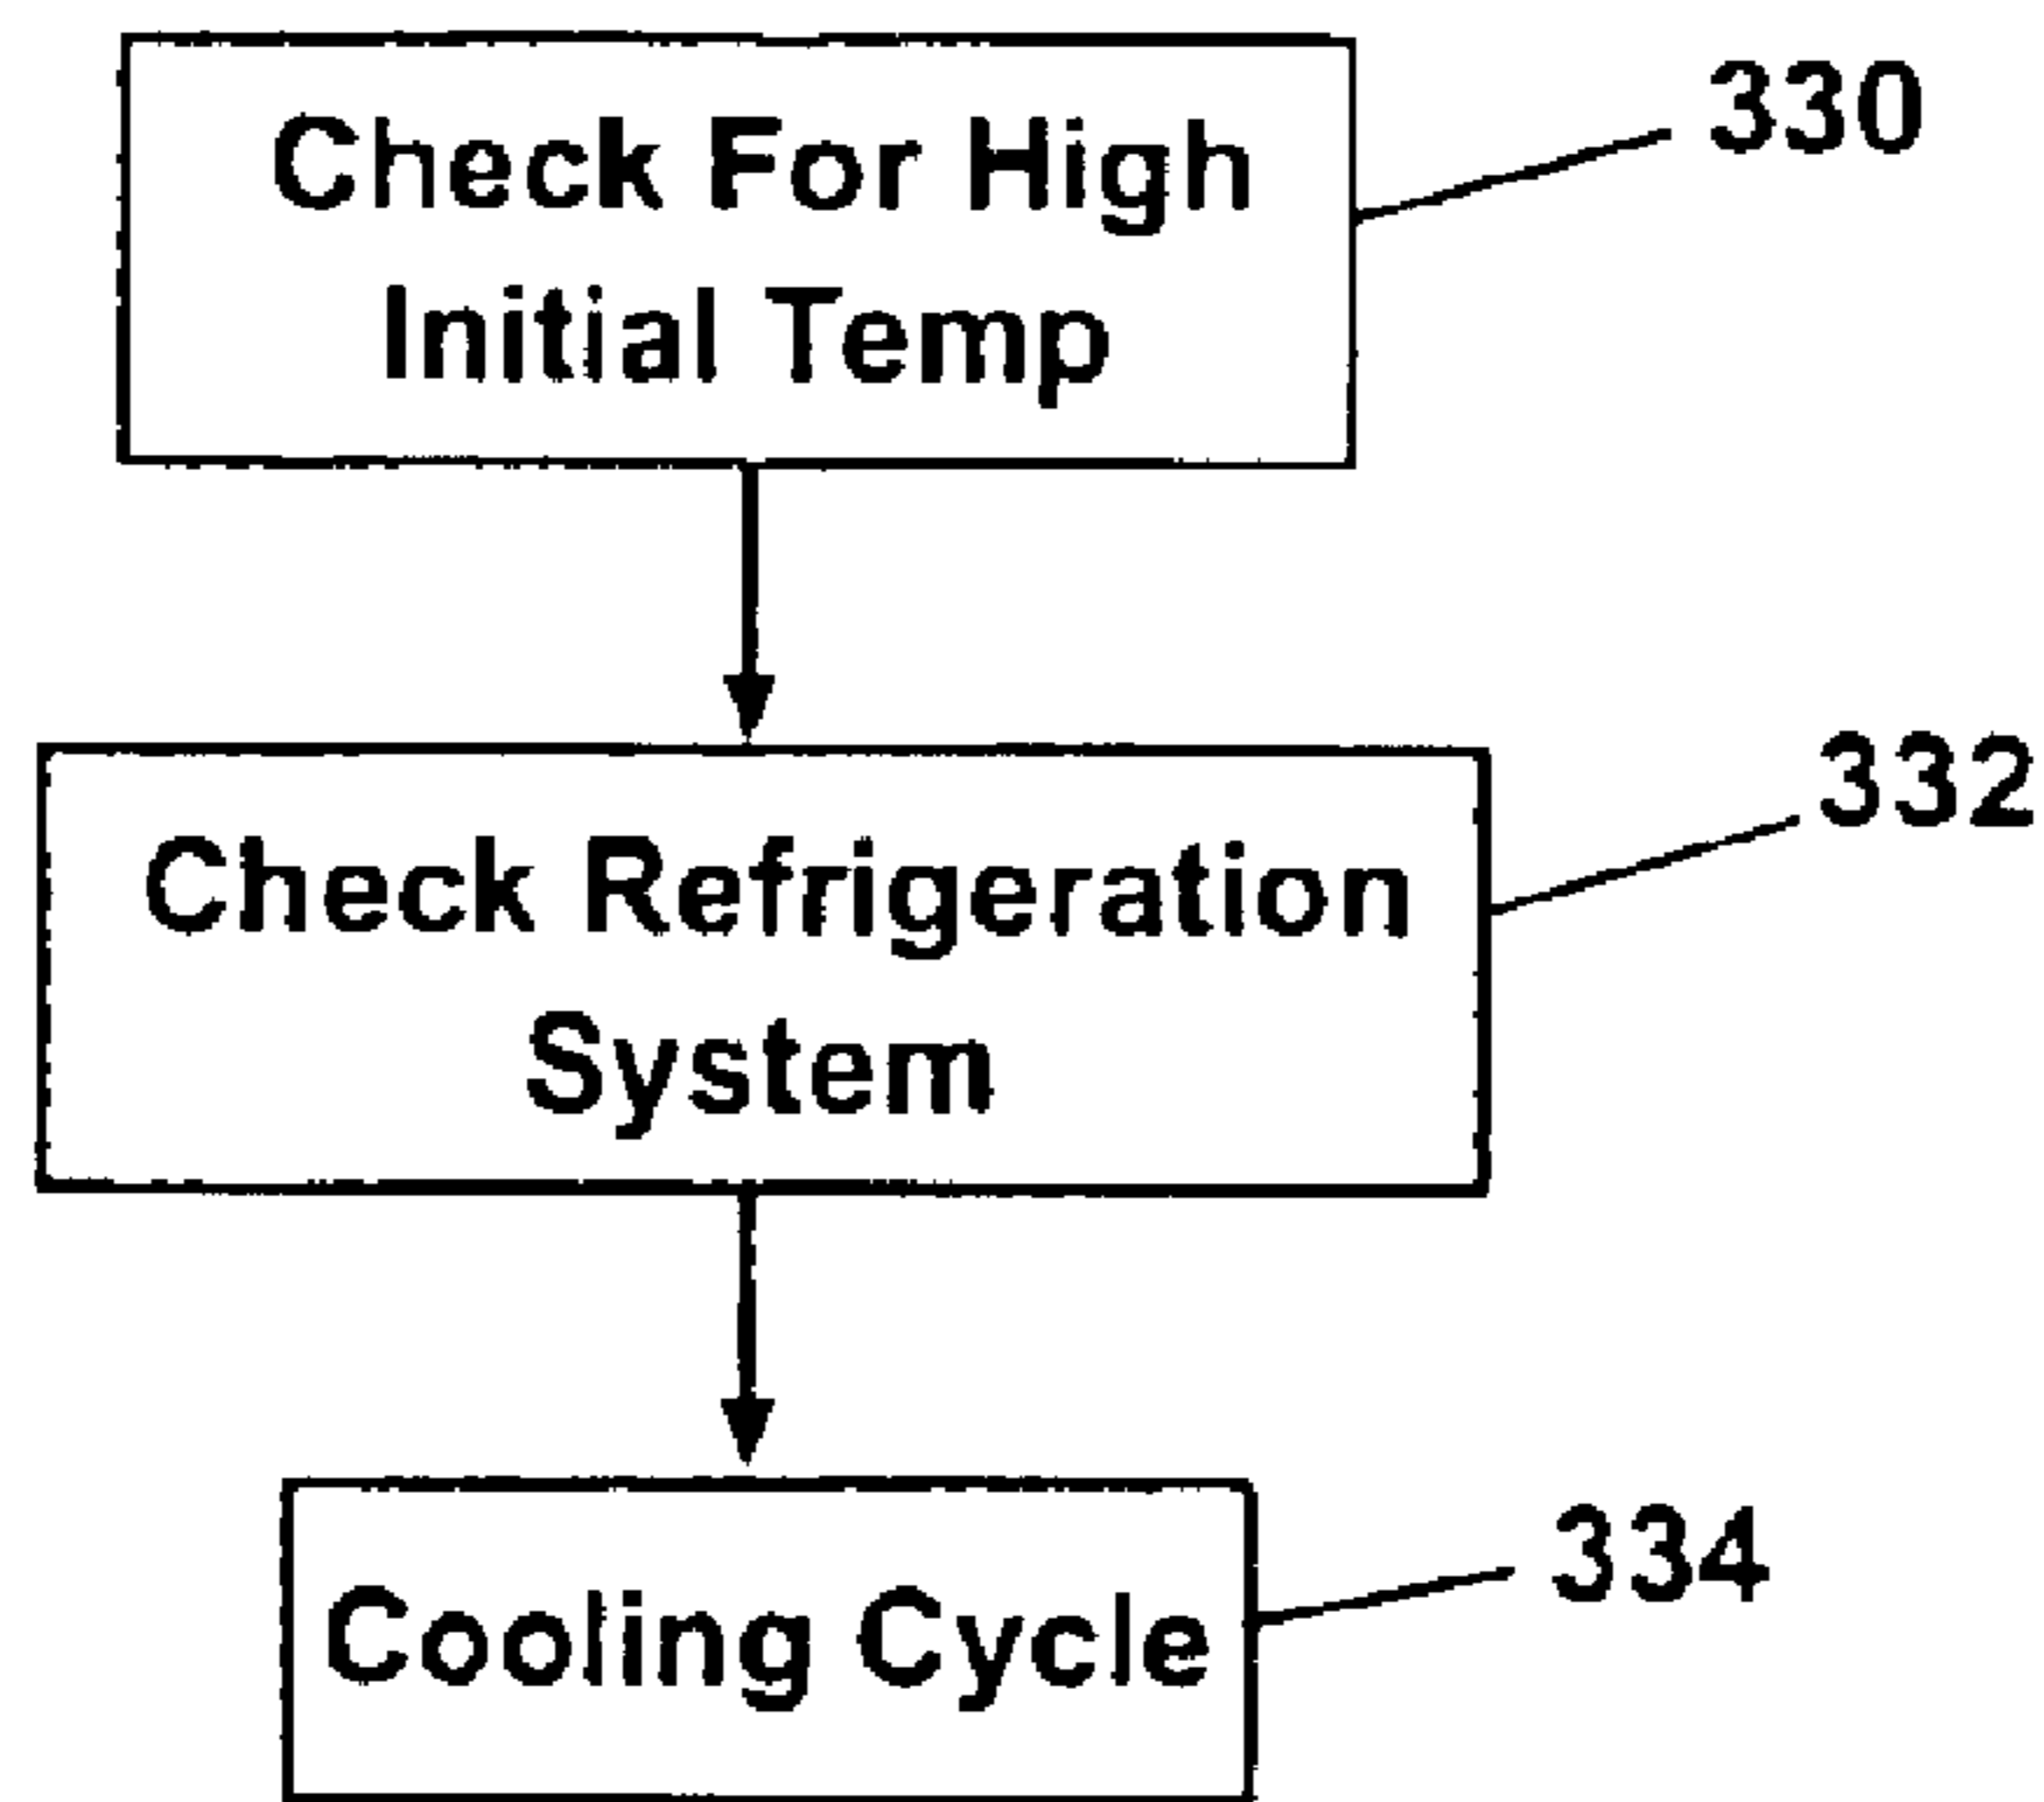 Check For High
Initial Temp
330
Check Refrigeration
System
332
Cooling Cycle
334